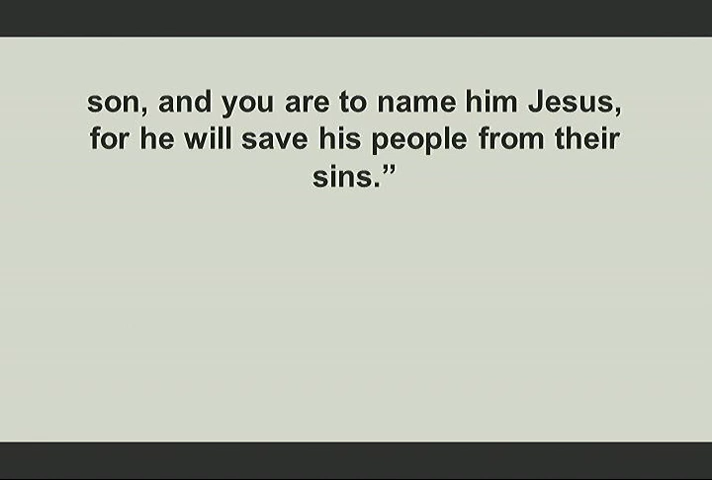 son, and you are to name him Jesus,
for he will save his people from their
sins.”